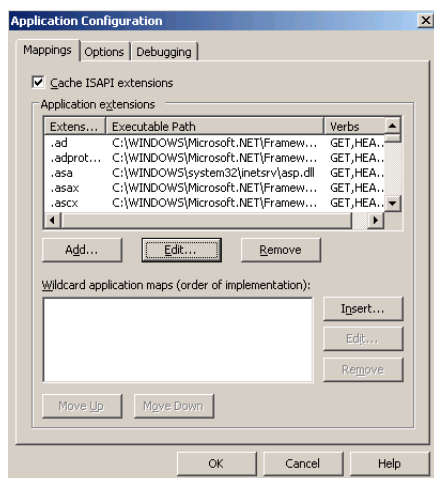 Application Configuration
Mappings Options Debugging
Cache ISAPI extensions
Application extensions
Extens... Executable Path Verbs
.ad C:\WINDOWS\Microsoft.NET\Framew... GET,HEA...
.adprot... C:\WINDOWS\Microsoft.NET\Framew... GET,HEA...
.asa C:\WINDOWS\system32\inetsrv\asp.dll GET,HEA...
.asax C:\WINDOWS\Microsoft.NET\Framew... GET,HEA...
.ascx C:\WINDOWS\Microsoft.NET\Framew... GET,HEA...
Add... Edit... Remove
Wildcard application maps (order of implementation):
Insert...
Edit...
Remove
Move Up Move Down
OK Cancel Help